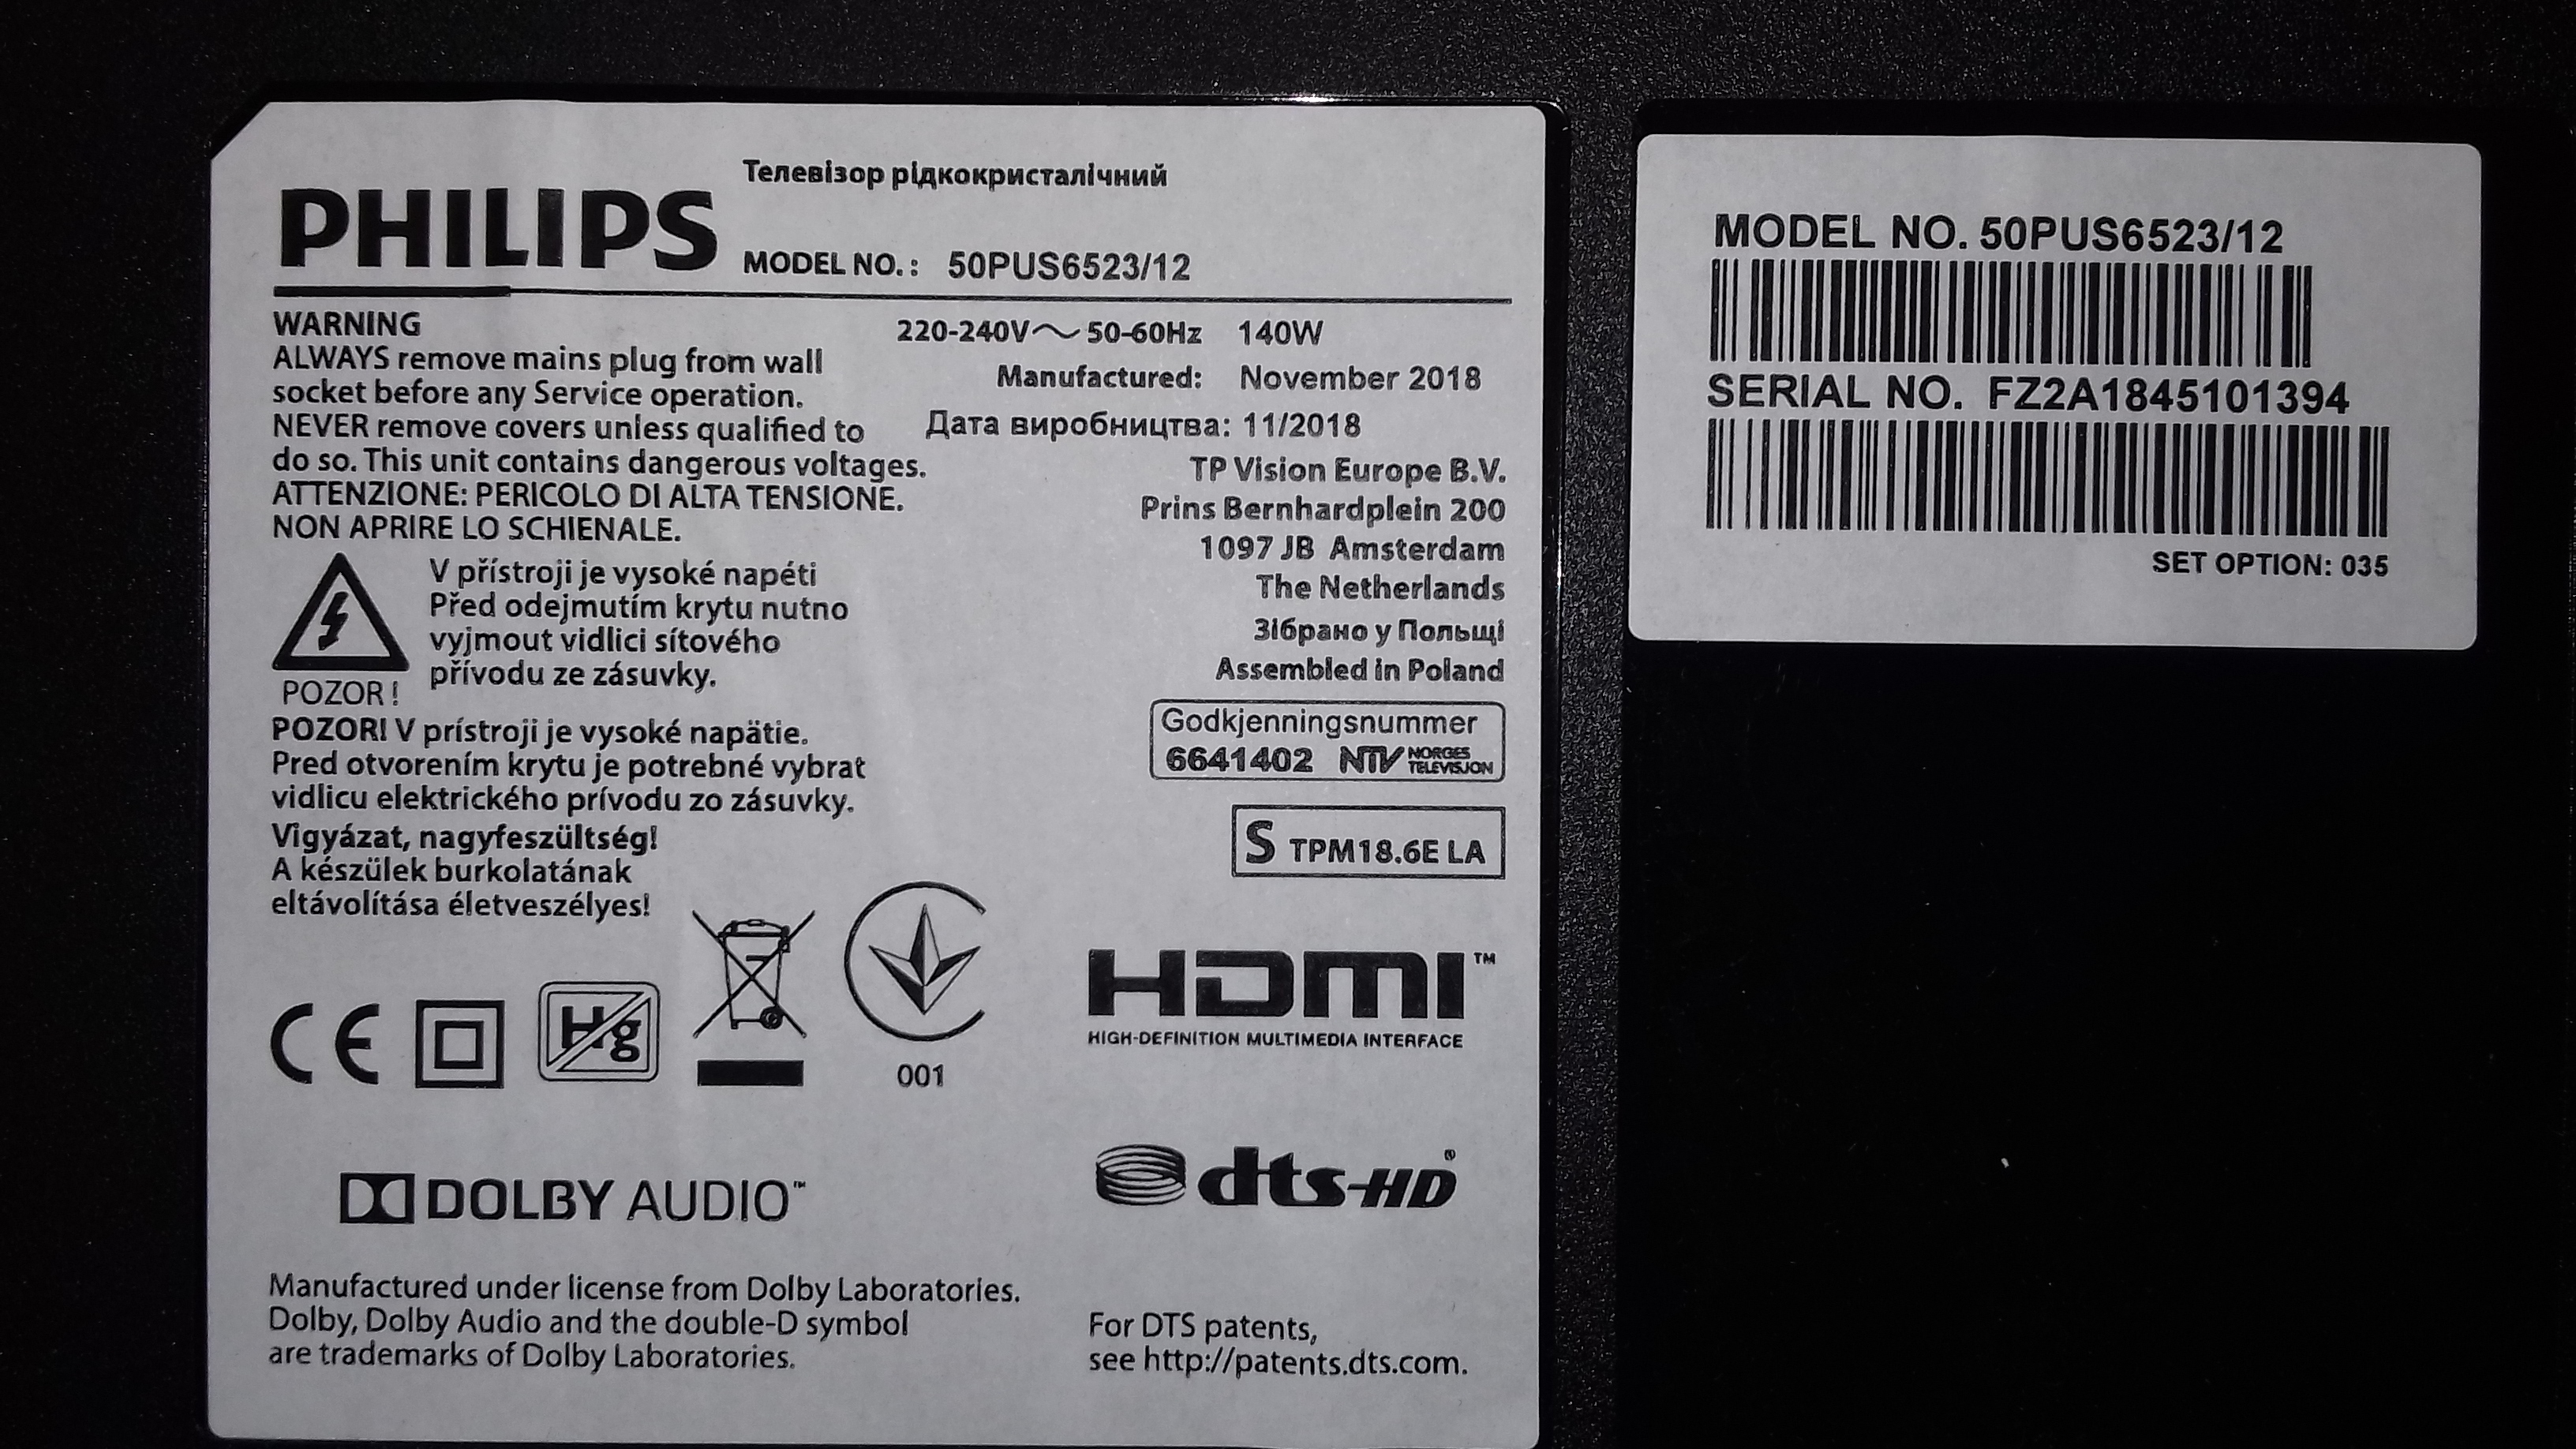 Телевізор рідкокристалічний
PHILIPS
MODEL NO.: 50PUS6523/12
WARNING
ALWAYS remove mains plug from wall
socket before any Service operation.
NEVER remove covers unless qualified to
do so. This unit contains dangerous voltages.
ATTENZIONE: PERICOLO DI ALTA TENSIONE.
NON APRIRE LO SCHIENALE.
V přístroji je vysoké napéti
Před odejmutím krytu nutno
vyjmout vidlici sítového
přívodu ze zásuvky.
POZOR!
POZOR! V prístroji je vysoké napätie.
Pred otvorením krytu je potrebné vybrat
vidlicu elektrického prívodu zo zásuvky.
Vigyázat, nagyfeszültség!
A készülek burkolatának
eltávolítása életveszélyes!
220-240V~ 50-60Hz 140W
Manufactured: November 2018
Дата виробництва: 11/2018
TP Vision Europe B.V.
Prins Bernhardplein 200
1097 JB Amsterdam
The Netherlands
Зібрано у Польщі
Assembled in Poland
Godkjenningsnummer
6641402 NTV NORGES
TELEVISJON
S TPM18.6E LA
CE
Hg
001
HDMI™
HIGH-DEFINITION MULTIMEDIA INTERFACE
DOLBY AUDIO™
dts-HD®
Manufactured under license from Dolby Laboratories.
Dolby, Dolby Audio and the double-D symbol
are trademarks of Dolby Laboratories.
For DTS patents,
see http://patents.dts.com.
MODEL NO. 50PUS6523/12
SERIAL NO. FZ2A1845101394
SET OPTION: 035